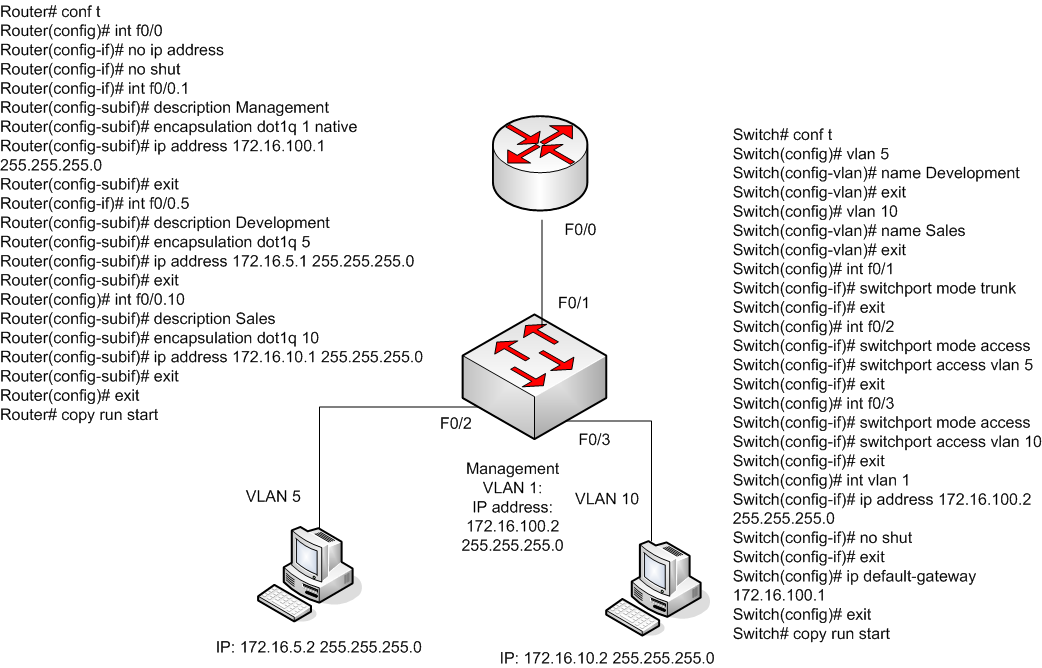 Router# conf t
Router(config)# int f0/0
Router(config-if)# no ip address
Router(config-if)# no shut
Router(config-if)# int f0/0.1
Router(config-subif)# description Management
Router(config-subif)# encapsulation dot1q 1 native
Router(config-subif)# ip address 172.16.100.1
255.255.255.0
Router(config-subif)# exit
Router(config-if)# int f0/0.5
Router(config-subif)# description Development
Router(config-subif)# encapsulation dot1q 5
Router(config-subif)# ip address 172.16.5.1 255.255.255.0
Router(config-subif)# exit
Router(config)# int f0/0.10
Router(config-subif)# description Sales
Router(config-subif)# encapsulation dot1q 10
Router(config-subif)# ip address 172.16.10.1 255.255.255.0
Router(config-subif)# exit
Router(config)# exit
Router# copy run start
F0/0
F0/1
F0/2
F0/3
Management
VLAN 1:
IP address:
172.16.100.2
255.255.255.0
VLAN 5
VLAN 10
IP: 172.16.5.2 255.255.255.0
IP: 172.16.10.2 255.255.255.0
Switch# conf t
Switch(config)# vlan 5
Switch(config-vlan)# name Development
Switch(config-vlan)# exit
Switch(config)# vlan 10
Switch(config-vlan)# name Sales
Switch(config-vlan)# exit
Switch(config)# int f0/1
Switch(config-if)# switchport mode trunk
Switch(config-if)# exit
Switch(config)# int f0/2
Switch(config-if)# switchport mode access
Switch(config-if)# switchport access vlan 5
Switch(config-if)# exit
Switch(config)# int f0/3
Switch(config-if)# switchport mode access
Switch(config-if)# switchport access vlan 10
Switch(config-if)# exit
Switch(config)# int vlan 1
Switch(config-if)# ip address 172.16.100.2
255.255.255.0
Switch(config-if)# no shut
Switch(config-if)# exit
Switch(config)# ip default-gateway
172.16.100.1
Switch(config)# exit
Switch# copy run start